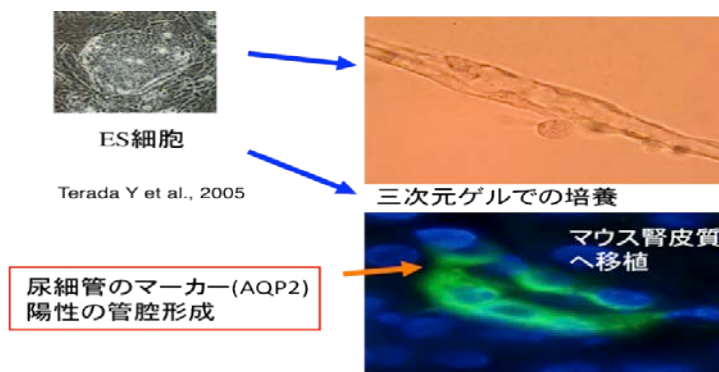 ES細胞
Terada Y et al., 2005
三次元ゲルでの培養
マウス腎皮質
へ移植
尿細管のマーカー(AQP2)
陽性の管腔形成